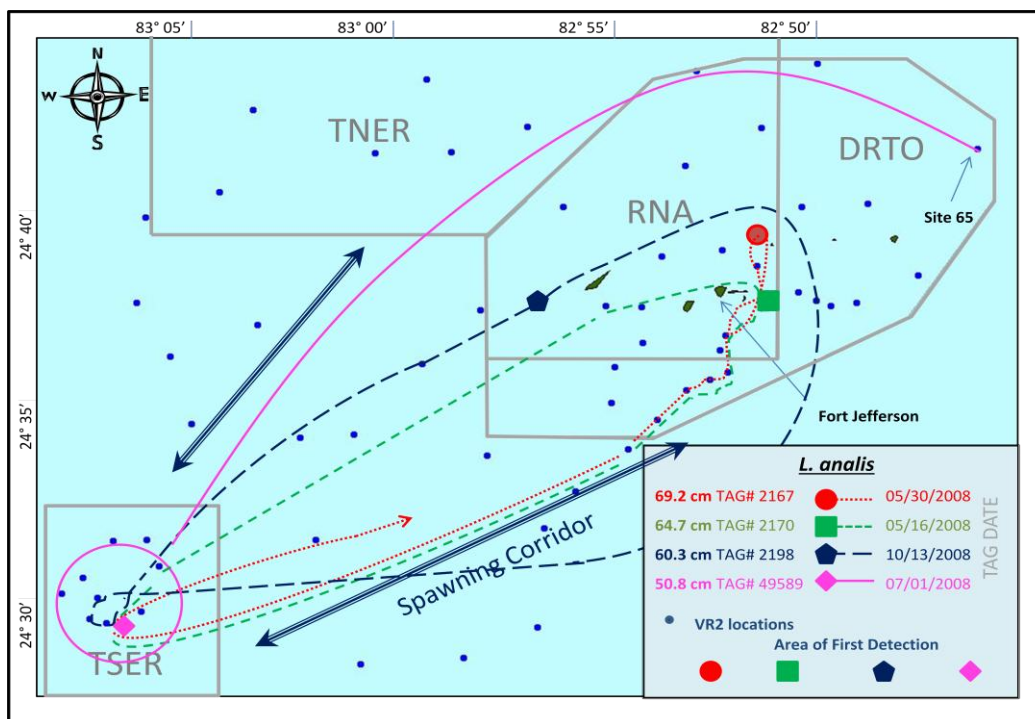 83° 05’ 83° 00’ 82° 55’ 82° 50’
N
W E
S
TNER
DRTO
RNA
Site 65
24° 40’
24° 35’
24° 30’
Fort Jefferson
Spawning Corridor
TSER
L. analis
69.2 cm TAG# 2167 05/30/2008
64.7 cm TAG# 2170 05/16/2008
60.3 cm TAG# 2198 10/13/2008
50.8 cm TAG# 49589 07/01/2008
TAG DATE
VR2 locations
Area of First Detection